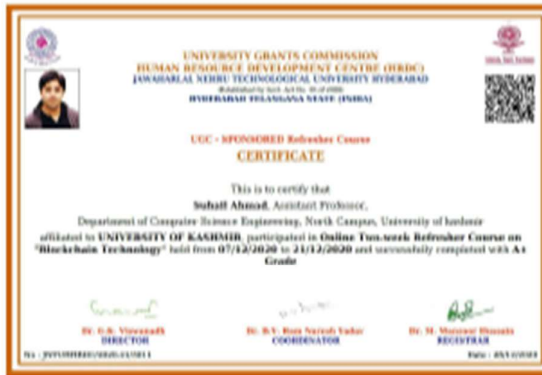 UNIVERSITY GRANTS COMMISSION
HUMAN RESOURCE DEVELOPMENT CENTRE (HRDC)
JAWAHARLAL NEHRU TECHNOLOGICAL UNIVERSITY HYDERABAD
HYDERABAD TELANGANA STATE (INDIA)
UGC - SPONSORED Refresher Course
CERTIFICATE
This is to certify that
Suhail Ahmad, Assistant Professor,
Department of Computer Science Engineering, North Campus, University of kashmir
affiliated to UNIVERSITY OF KASHMIR, participated in Online Two-week Refresher Course on
"Blockchain Technology" held from 07/12/2020 to 21/12/2020 and successfully completed with A+
Grade
DIRECTOR
COORDINATOR
REGISTRAR